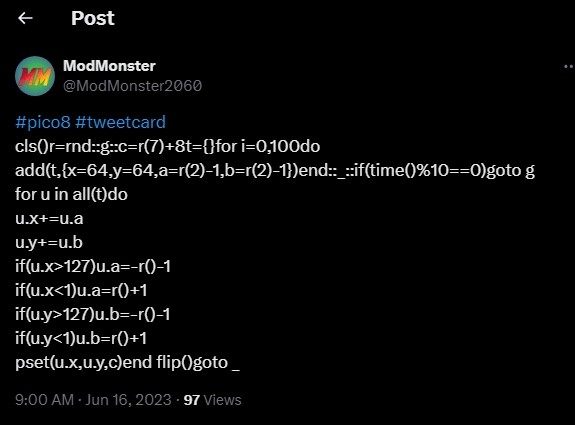 Post
MM
ModMonster
@ModMonster2060
#pico8 #tweetcard
cls()r=rnd::g::c=r(7)+8t={}for i=0,100do
add(t,{x=64,y=64,a=r(2)-1,b=r(2)-1})end::_::if(time()%10==0)goto g
for u in all(t)do
u.x+=u.a
u.y+=u.b
if(u.x>127)u.a=-r()-1
if(u.x<1)u.a=r()+1
if(u.y>127)u.b=-r()-1
if(u.y<1)u.b=r()+1
pset(u.x,u.y,c)end flip()goto _
9:00 AM · Jun 16, 2023 · 97 Views